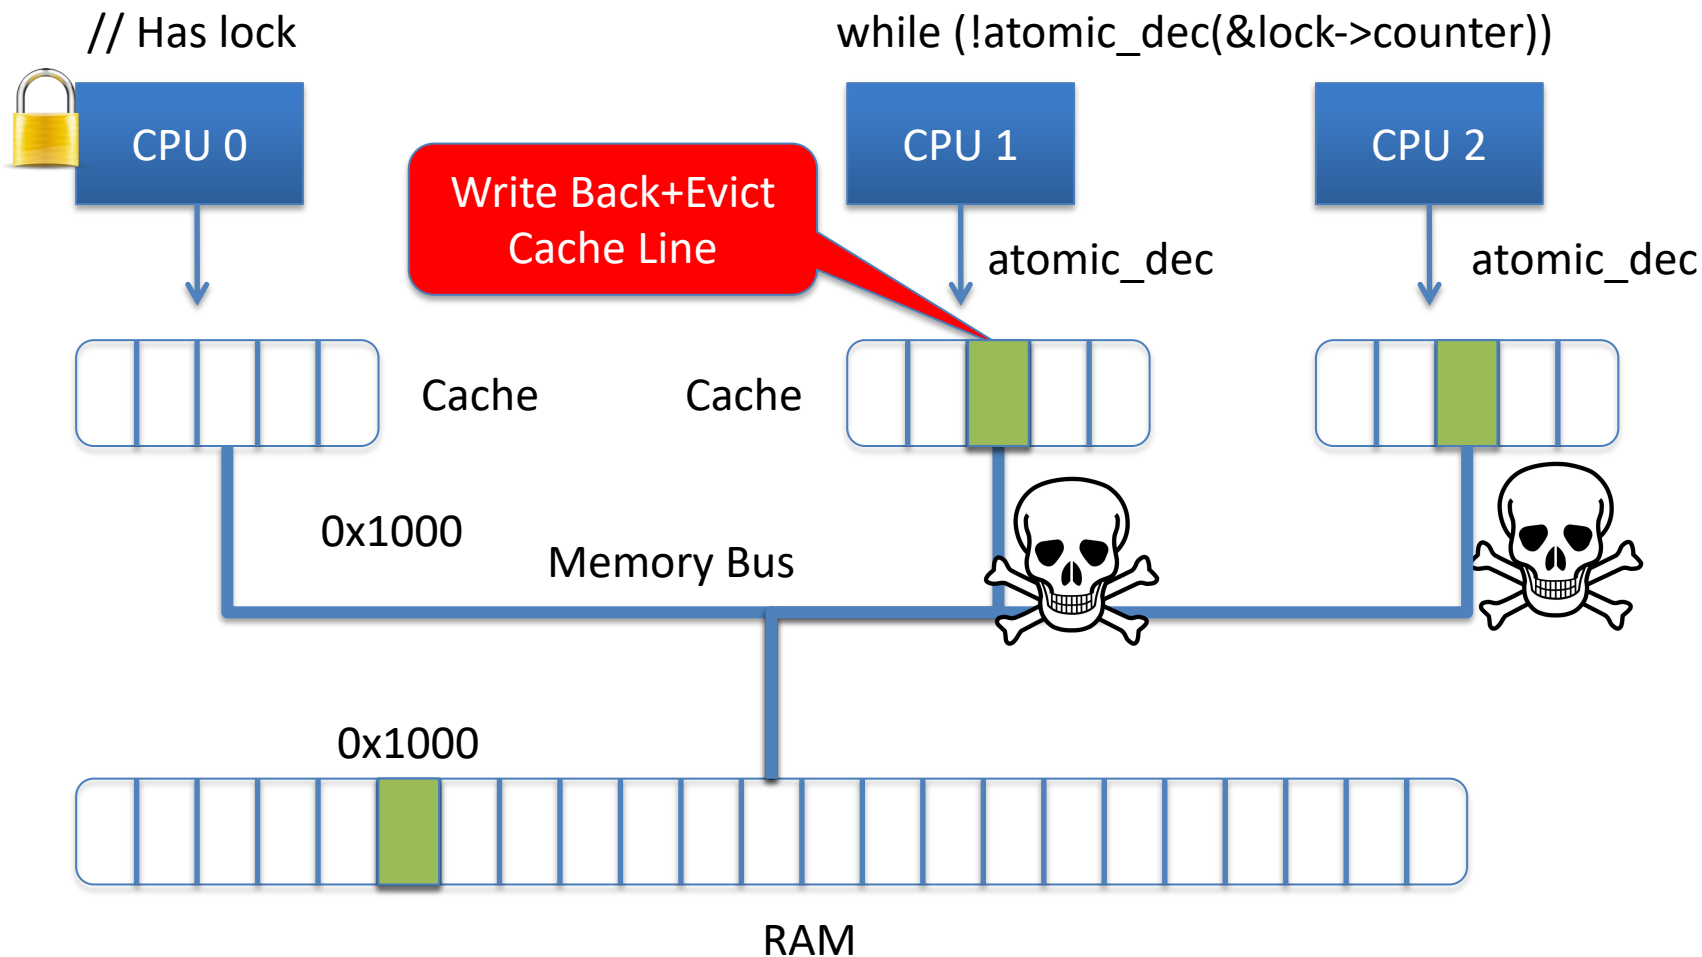 // Has lock
while (!atomic_dec(&lock->counter))
CPU 0
CPU 1
CPU 2
Write Back+Evict
Cache Line
atomic_dec
atomic_dec
Cache
Cache
0x1000
Memory Bus
0x1000
RAM